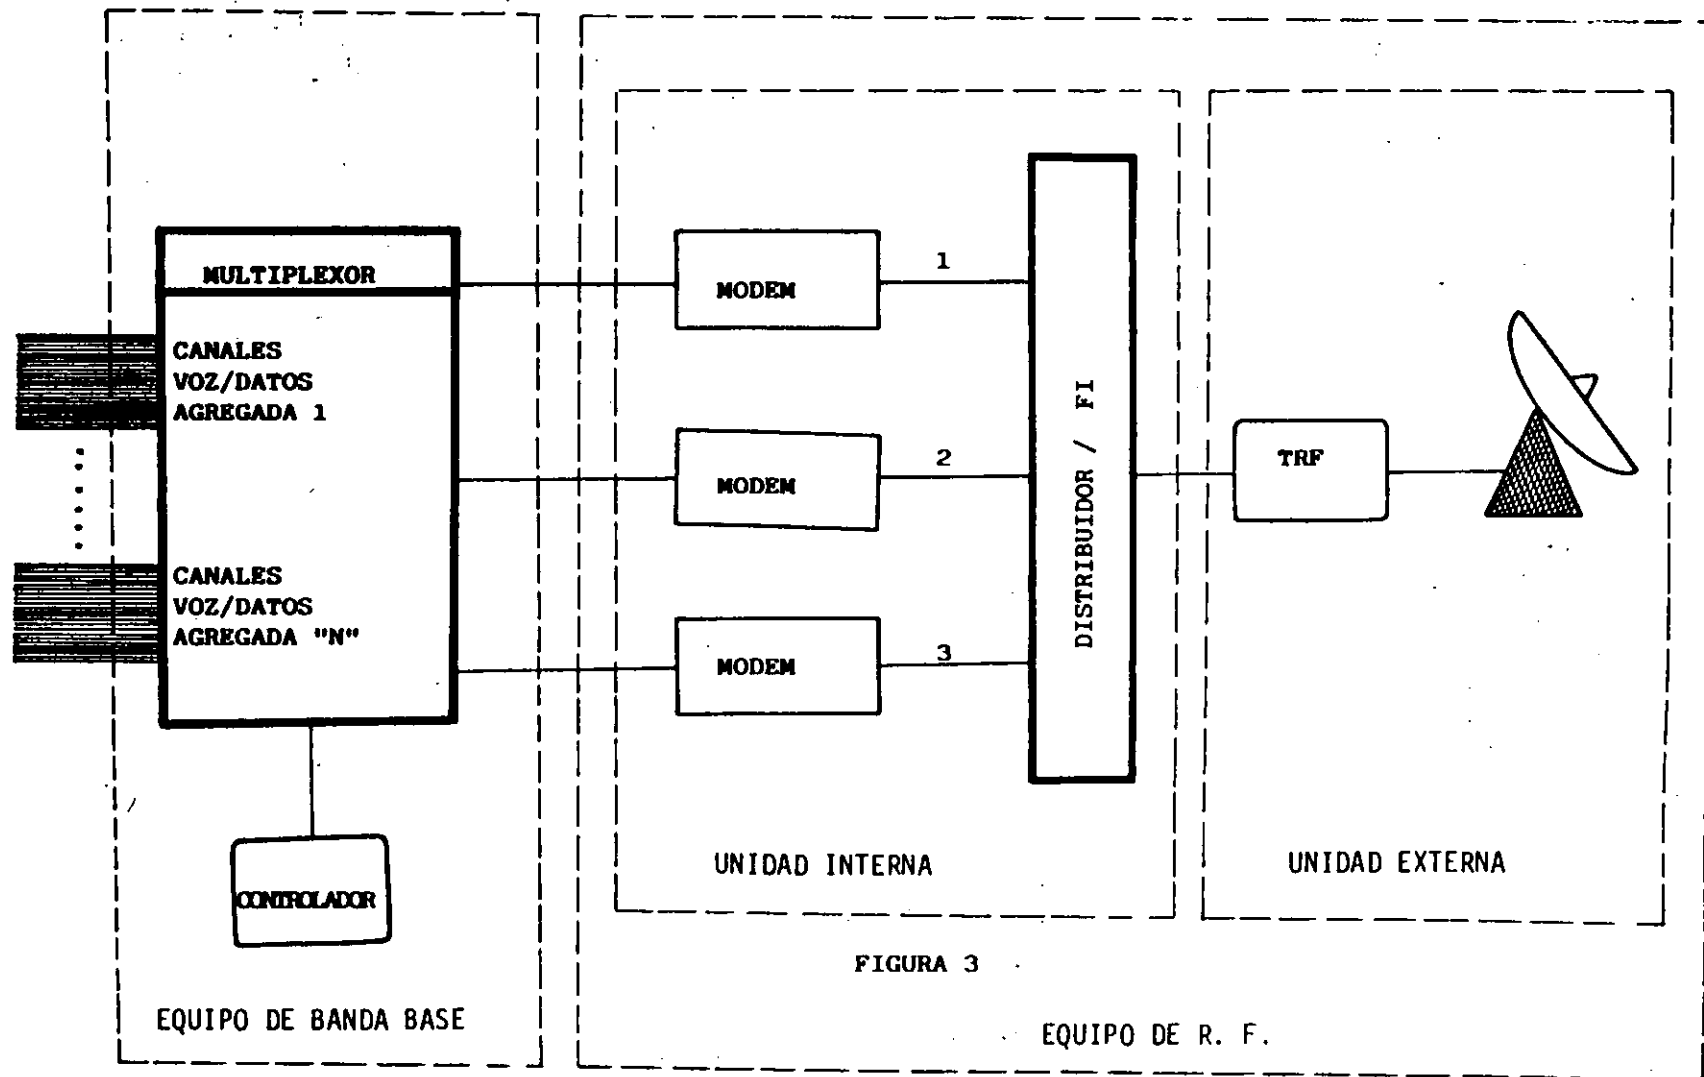 MULTIPLEXOR
CANALES
VOZ/DATOS
AGREGADA 1
CANALES
VOZ/DATOS
AGREGADA "N"
CONTROLADOR
EQUIPO DE BANDA BASE
MODEM
1
MODEM
2
MODEM
3
DISTRIBUIDOR / FI
UNIDAD INTERNA
TRF
UNIDAD EXTERNA
FIGURA 3
EQUIPO DE R. F.